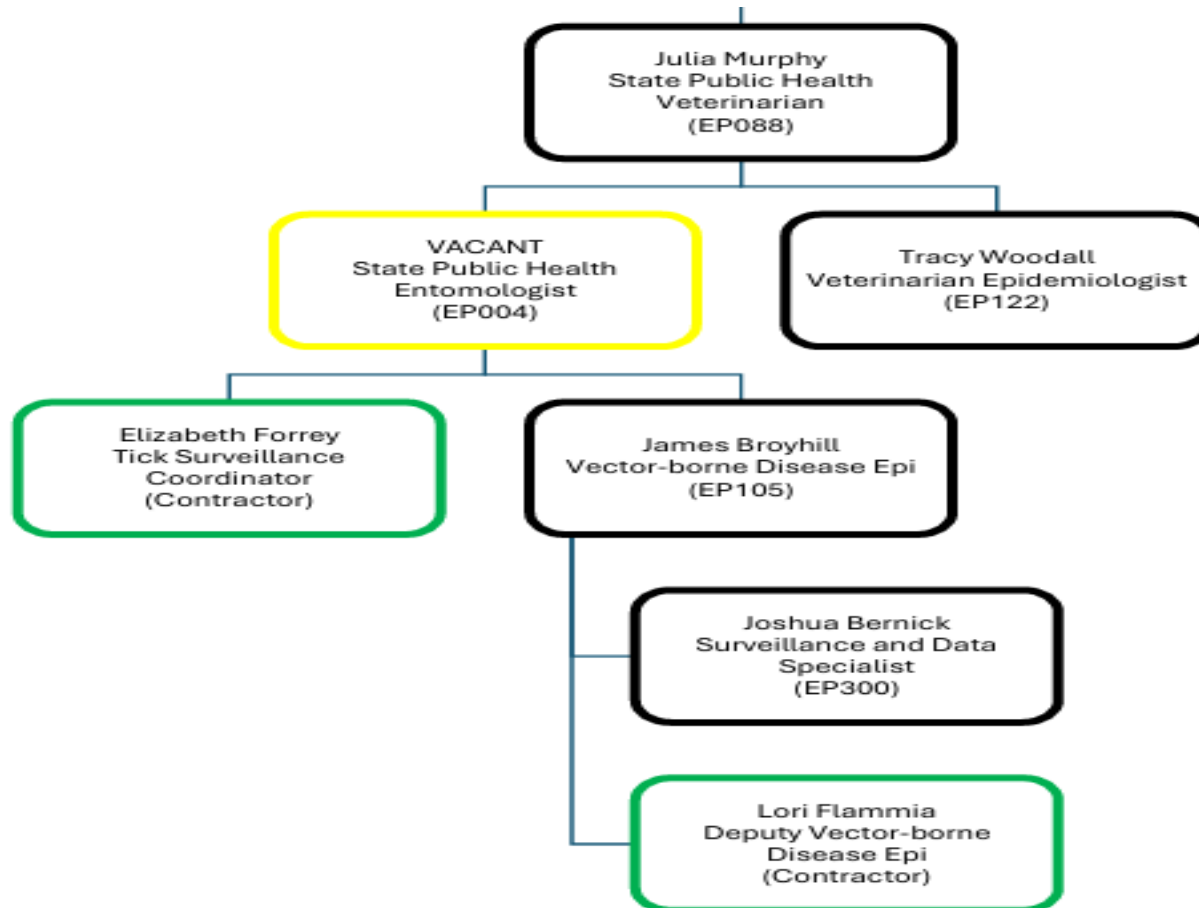 Julia Murphy
State Public Health
Veterinarian
(EP088)
VACANT
State Public Health
Entomologist
(EP004)
Tracy Woodall
Veterinarian Epidemiologist
(EP122)
Elizabeth Forrey
Tick Surveillance
Coordinator
(Contractor)
James Broyhill
Vector-borne Disease Epi
(EP105)
Joshua Bernick
Surveillance and Data
Specialist
(EP300)
Lori Flammia
Deputy Vector-borne
Disease Epi
(Contractor)